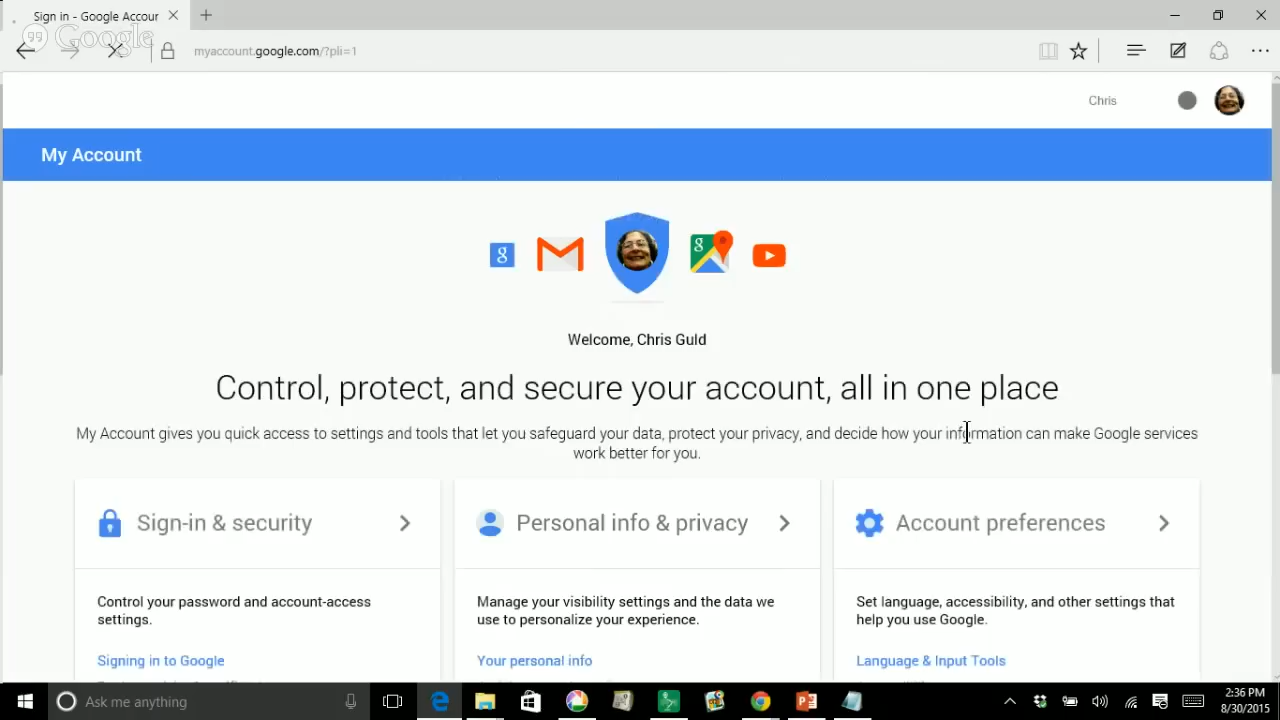 Sign in - Google Accour
Google
myaccount.google.com/?pli=1
Chris
My Account
g
g
Welcome, Chris Guld
Control, protect, and secure your account, all in one place
My Account gives you quick access to settings and tools that let you safeguard your data, protect your privacy, and decide how your information can make Google services
work better for you.
Sign-in & security
Personal info & privacy
Account preferences
Control your password and account-access
settings.
Manage your visibility settings and the data we
use to personalize your experience.
Set language, accessibility, and other settings that
help you use Google.
Signing in to Google
Your personal info
Language & Input Tools
Ask me anything
2:36 PM
8/30/2015